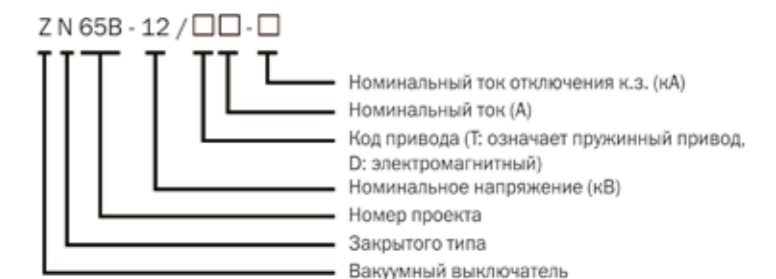 Z N 65B - 12 / □□ - □
Номинальный ток отключения к.з. (кА)
Номинальный ток (А)
Код привода (Т: означает пружинный привод,
D: электромагнитный)
Номинальное напряжение (кВ)
Номер проекта
Закрытого типа
Вакуумный выключатель